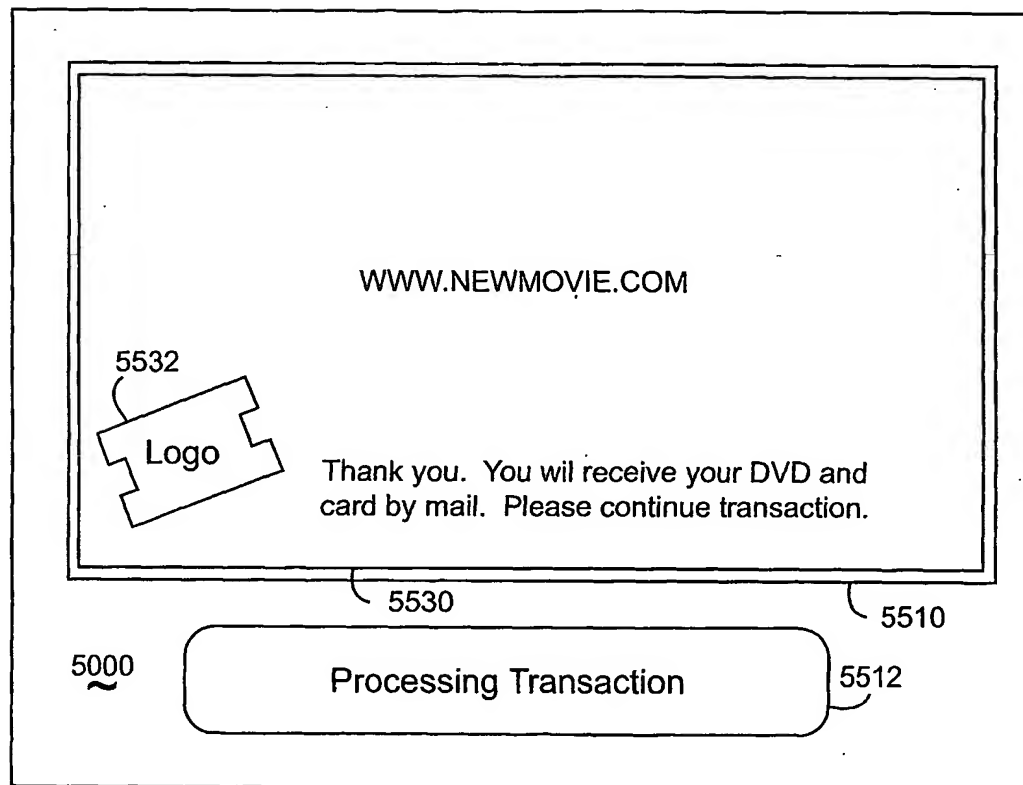 WWW.NEWMOVIE.COM
5532
Logo
Thank you. You wil receive your DVD and
card by mail. Please continue transaction.
5530
5510
5000
Processing Transaction
5512